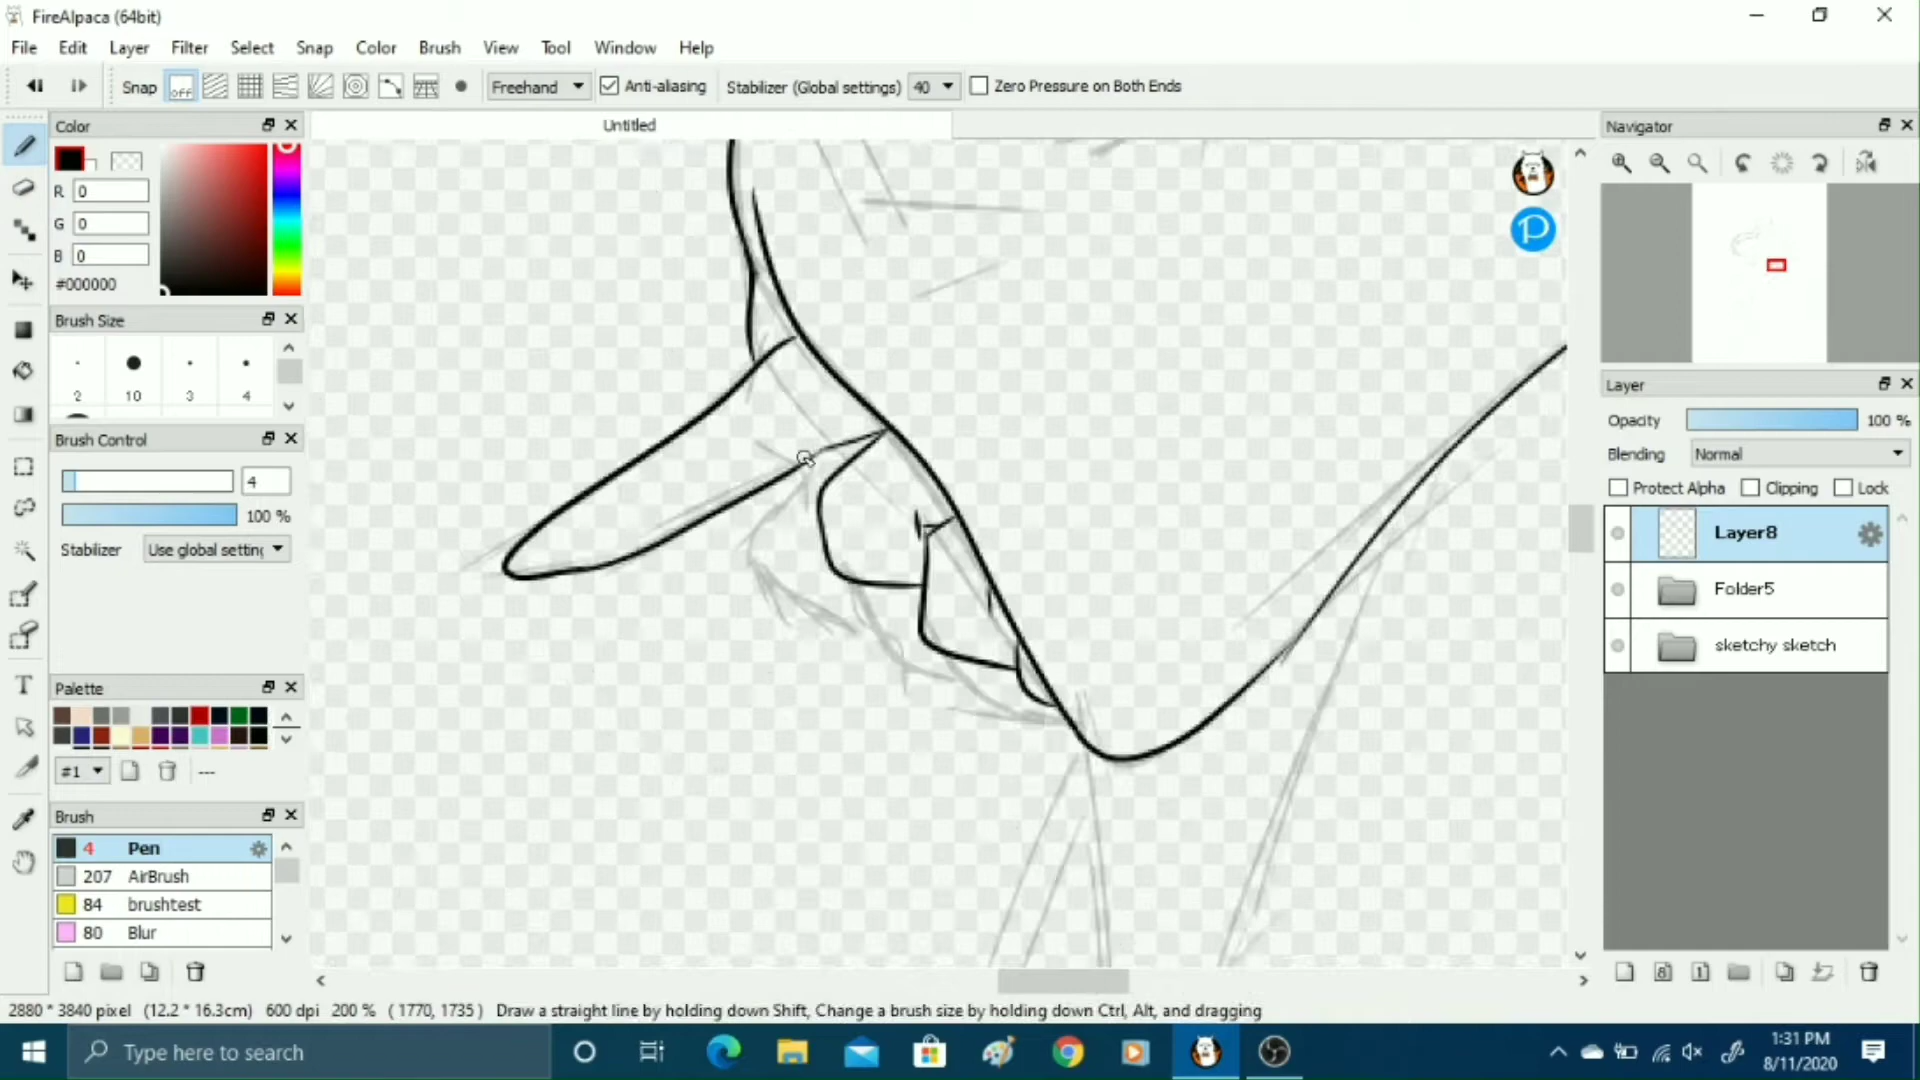 FireAlpaca (64bit)
File Edit Layer Filter Select Snap Color Brush View Tool Window Help
Snap OFF Freehand Anti-aliasing Stabilizer (Global settings) 40 Zero Pressure on Both Ends
Color
Untitled
Navigator
R 0
G 0
B 0
#000000
Brush Size
2 10 3 4
Brush Control
4
100 %
Stabilizer Use global settin
Palette
#1 ---
Brush
4 Pen
207 AirBrush
84 brushtest
80 Blur
P
Layer
Opacity 100 %
Blending Normal
Protect Alpha Clipping Lock
Layer8
Folder5
sketchy sketch
8 1
2880 * 3840 pixel (12.2 * 16.3cm) 600 dpi 200 % ( 1770, 1735 ) Draw a straight line by holding down Shift, Change a brush size by holding down Ctrl, Alt, and dragging
Type here to search
1:31 PM
8/11/2020